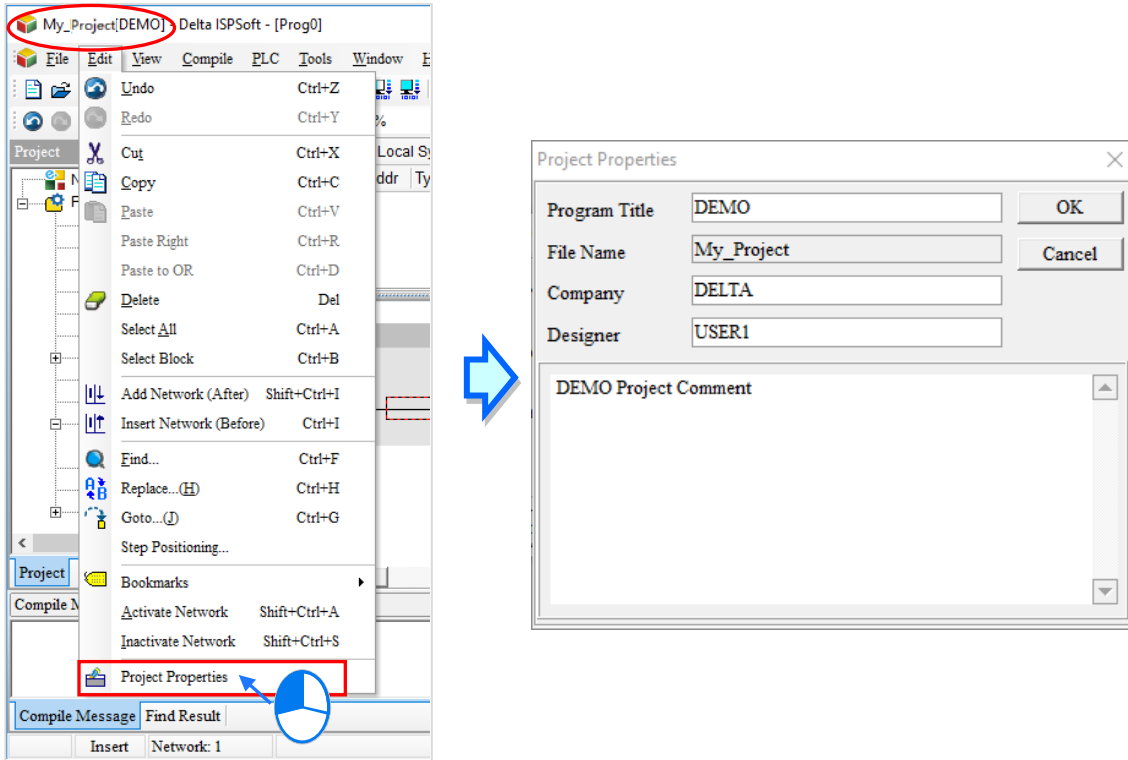 My_Project[DEMO] - Delta ISPSoft - [Prog0]
File Edit View Compile PLC Tools Window
Undo Ctrl+Z
Redo Ctrl+Y
%
Project
Cut Ctrl+X
Local
Copy Ctrl+C
Paste Ctrl+V
Paste Right Ctrl+R
Paste to OR Ctrl+D
Delete Del
Select All Ctrl+A
Select Block Ctrl+B
Add Network (After) Shift+Ctrl+I
Insert Network (Before) Ctrl+I
Find... Ctrl+F
Replace...(H) Ctrl+H
Goto...(J) Ctrl+G
Step Positioning...
Project
Bookmarks
Compile
Activate Network Shift+Ctrl+A
Inactivate Network Shift+Ctrl+S
Project Properties
Compile Message Find Result
Insert Network: 1
Project Properties
Program Title DEMO OK
File Name My_Project Cancel
Company DELTA
Designer USER1
DEMO Project Comment